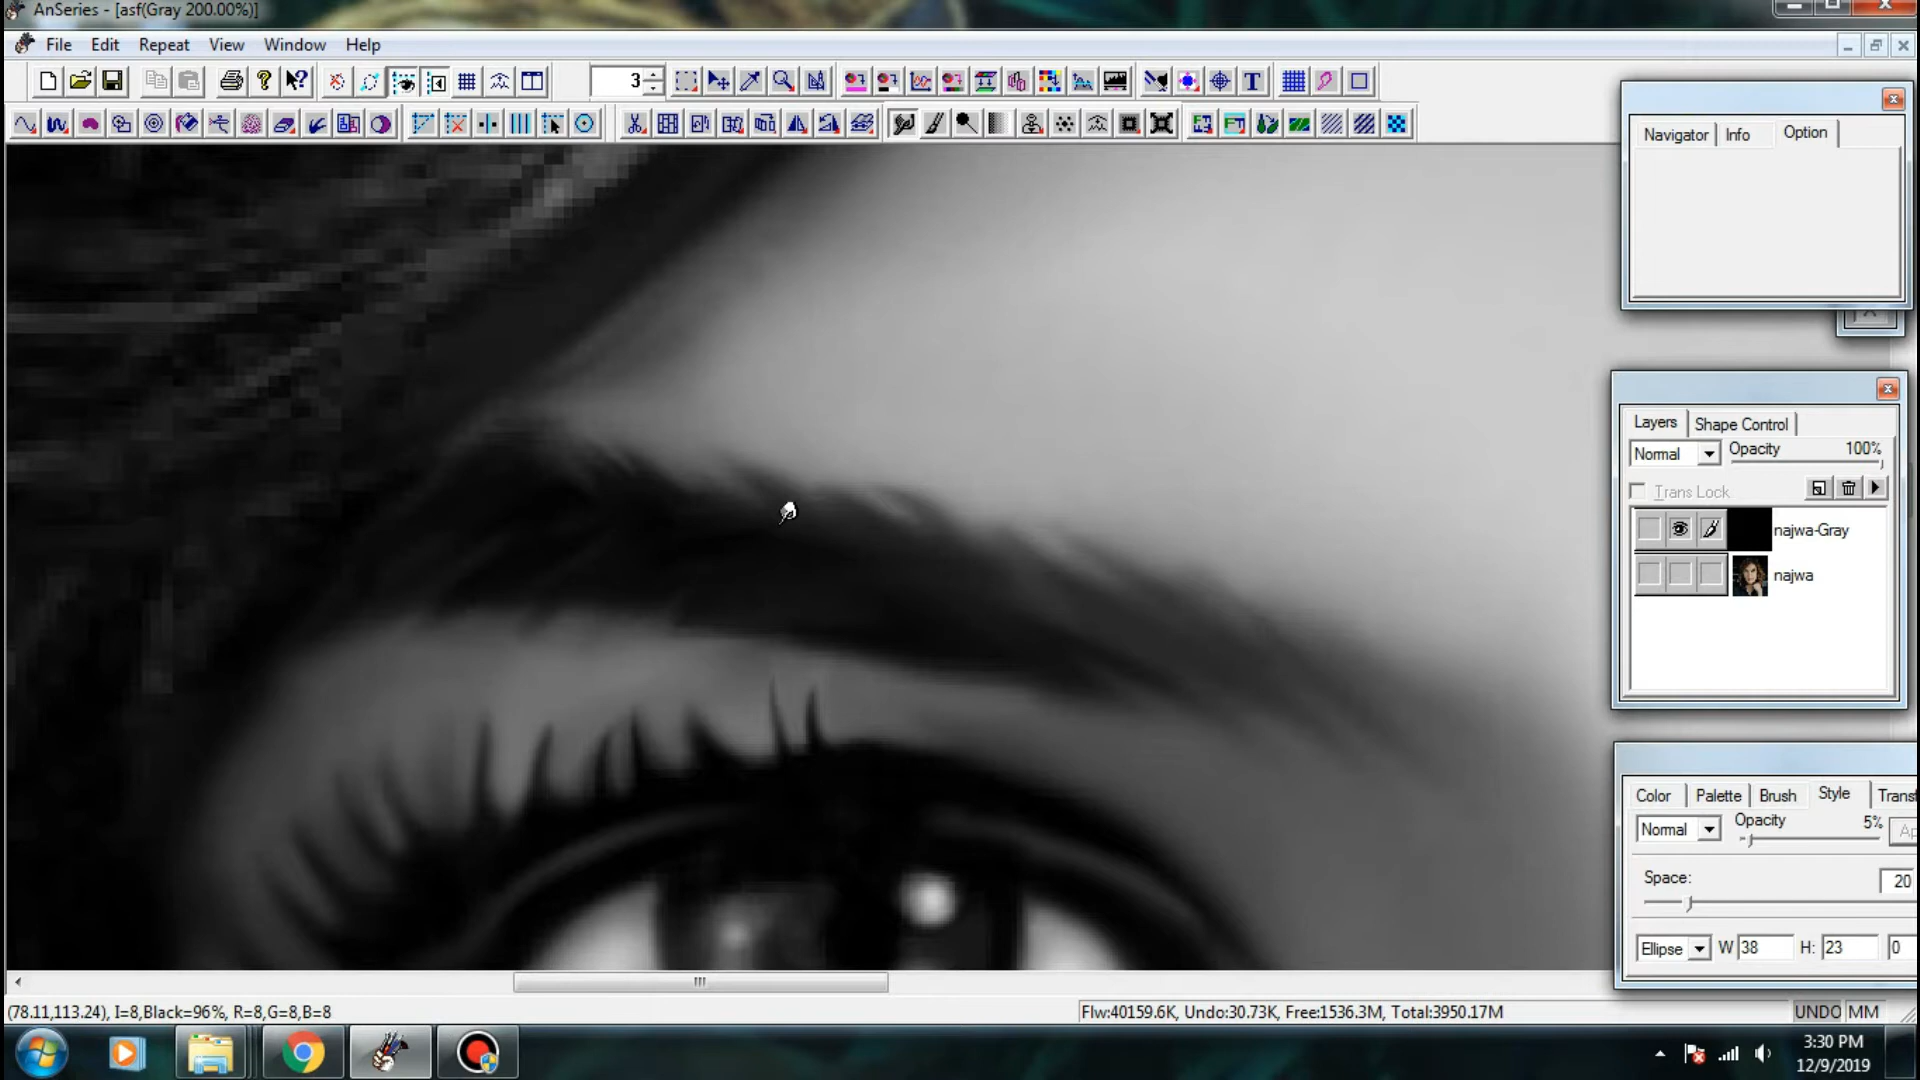 AnSeries - [asf(Gray 200.00%)]
File Edit Repeat View Window Help
3
T
Navigator Info Option
Layers Shape Control
Normal Opacity 100%
Trans Lock
najwa-Gray
najwa
Color Palette Brush Style Transf
Normal Opacity 5% Ap
Space: 20
Ellipse W 38 H: 23 0
(78.11,113.24), I=8,Black=96%, R=8,G=8,B=8
Flw:40159.6K, Undo:30.73K, Free:1536.3M, Total:3950.17M
UNDO MM
3:30 PM
12/9/2019